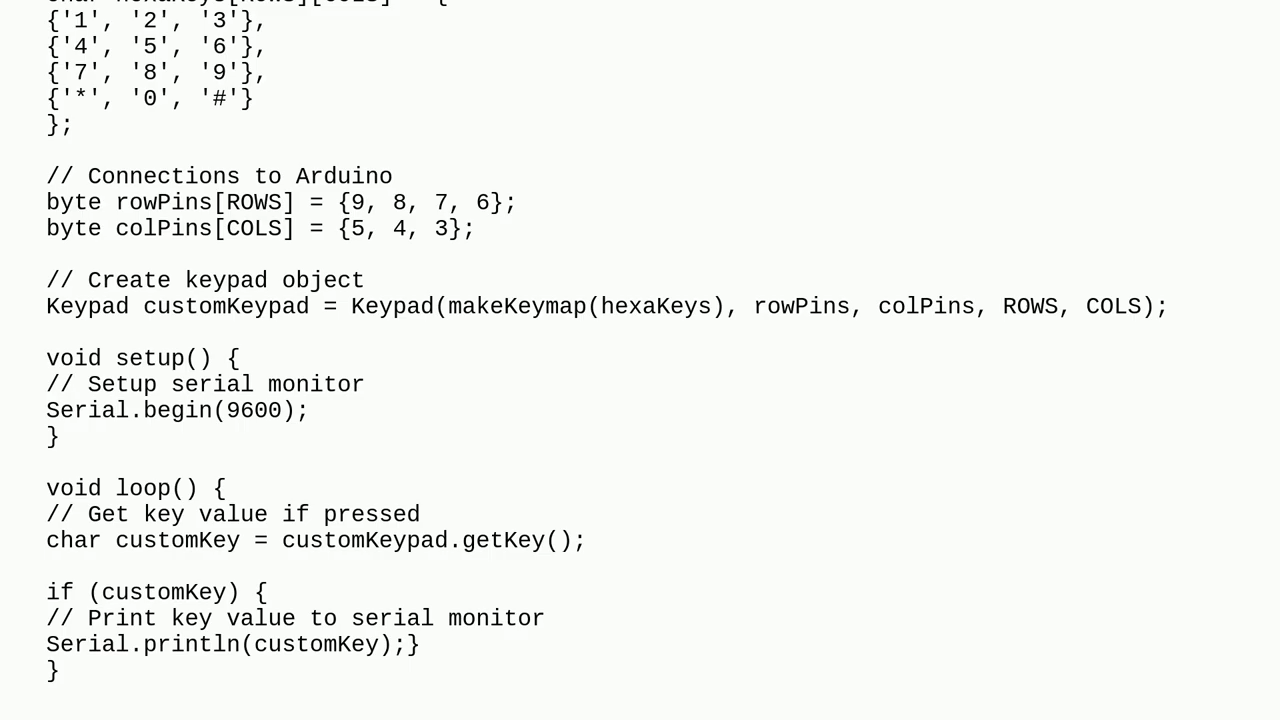 {'1', '2', '3'},
{'4', '5', '6'},
{'7', '8', '9'},
{'*', '0', '#'}
};
// Connections to Arduino
byte rowPins[ROWS] = {9, 8, 7, 6};
byte colPins[COLS] = {5, 4, 3};
// Create keypad object
Keypad customKeypad = Keypad(makeKeymap(hexaKeys), rowPins, colPins, ROWS, COLS);
void setup() {
// Setup serial monitor
Serial.begin(9600);
}
void loop() {
// Get key value if pressed
char customKey = customKeypad.getKey();
if (customKey) {
// Print key value to serial monitor
Serial.println(customKey);}
}